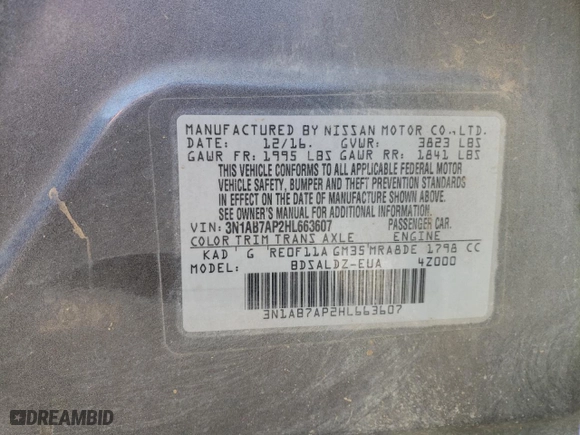 MANUFACTURED BY NISSAN MOTOR CO.,LTD.
DATE: 12/16. GVWR: 3823 LBS
GAWR FR: 1995 LBS GAWR RR: 1841 LBS
THIS VEHICLE CONFORMS TO ALL APPLICABLE FEDERAL MOTOR
VEHICLE SAFETY, BUMPER AND THEFT PREVENTION STANDARDS
IN EFFECT ON THE DATE OF MANUFACTURE SHOWN ABOVE.
SEE OWNER'S MANUAL FOR ADDITIONAL INFORMATION.
VIN: 3N1AB7AP2HL663607 PASSENGER CAR.
COLOR TRIM TRANS AXLE ENGINE
KAD G RE0F11A GM35 MRA8DE 1798 CC
MODEL: BDSALDZ-EUA 4Z000
3N1AB7AP2HL663607
DREAMBID